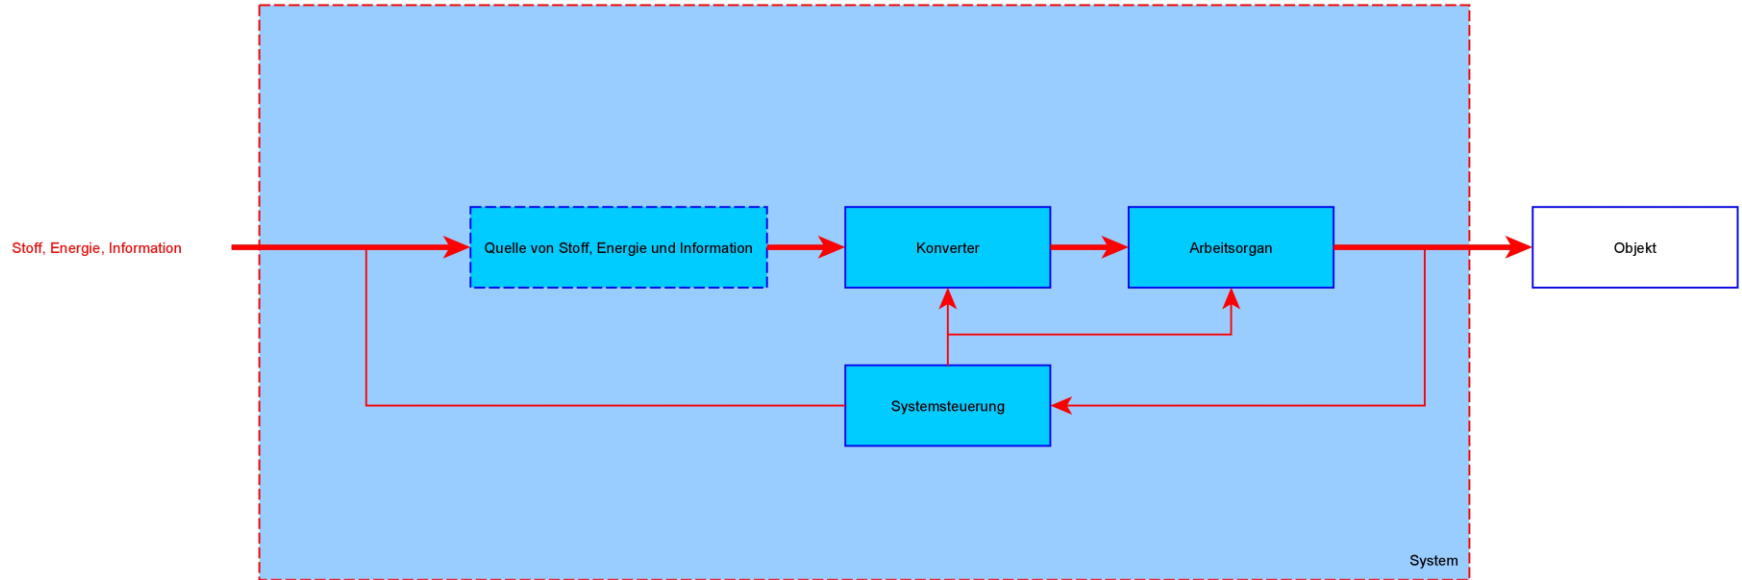 Stoff, Energie, Information
Quelle von Stoff, Energie und Information
Konverter
Arbeitsorgan
Objekt
Systemsteuerung
System